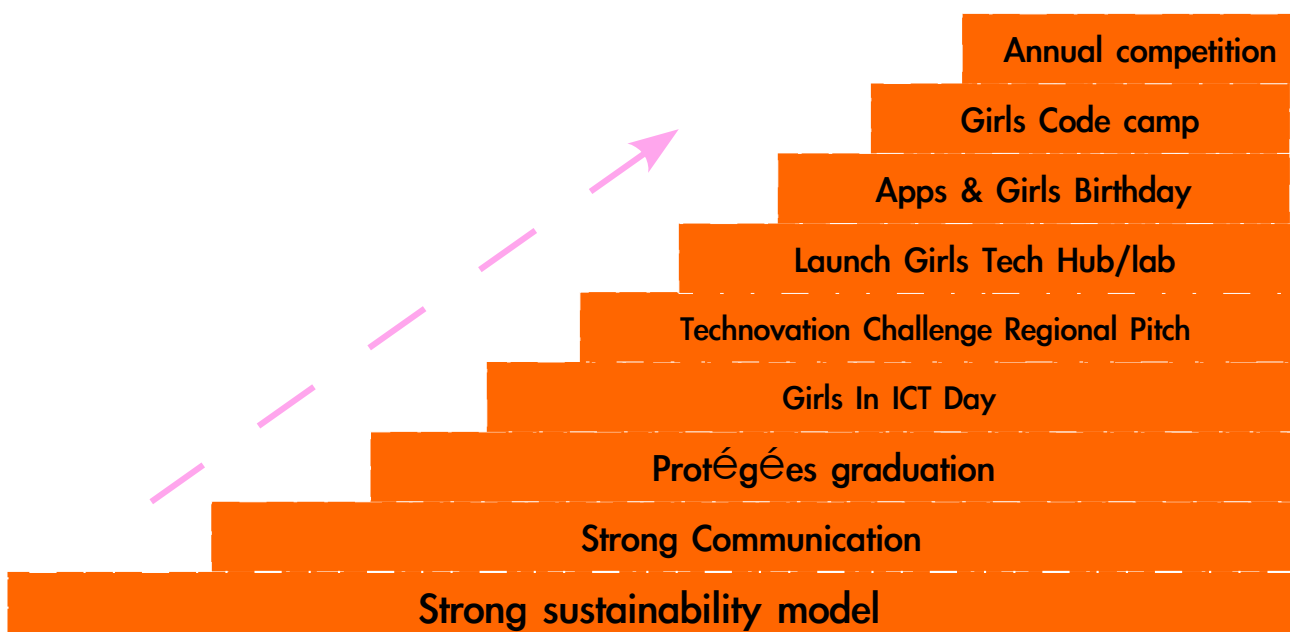 Annual competition
Girls Code camp
Apps & Girls Birthday
Launch Girls Tech Hub/lab
Technovation Challenge Regional Pitch
Girls In ICT Day
Protégées graduation
Strong Communication
Strong sustainability model